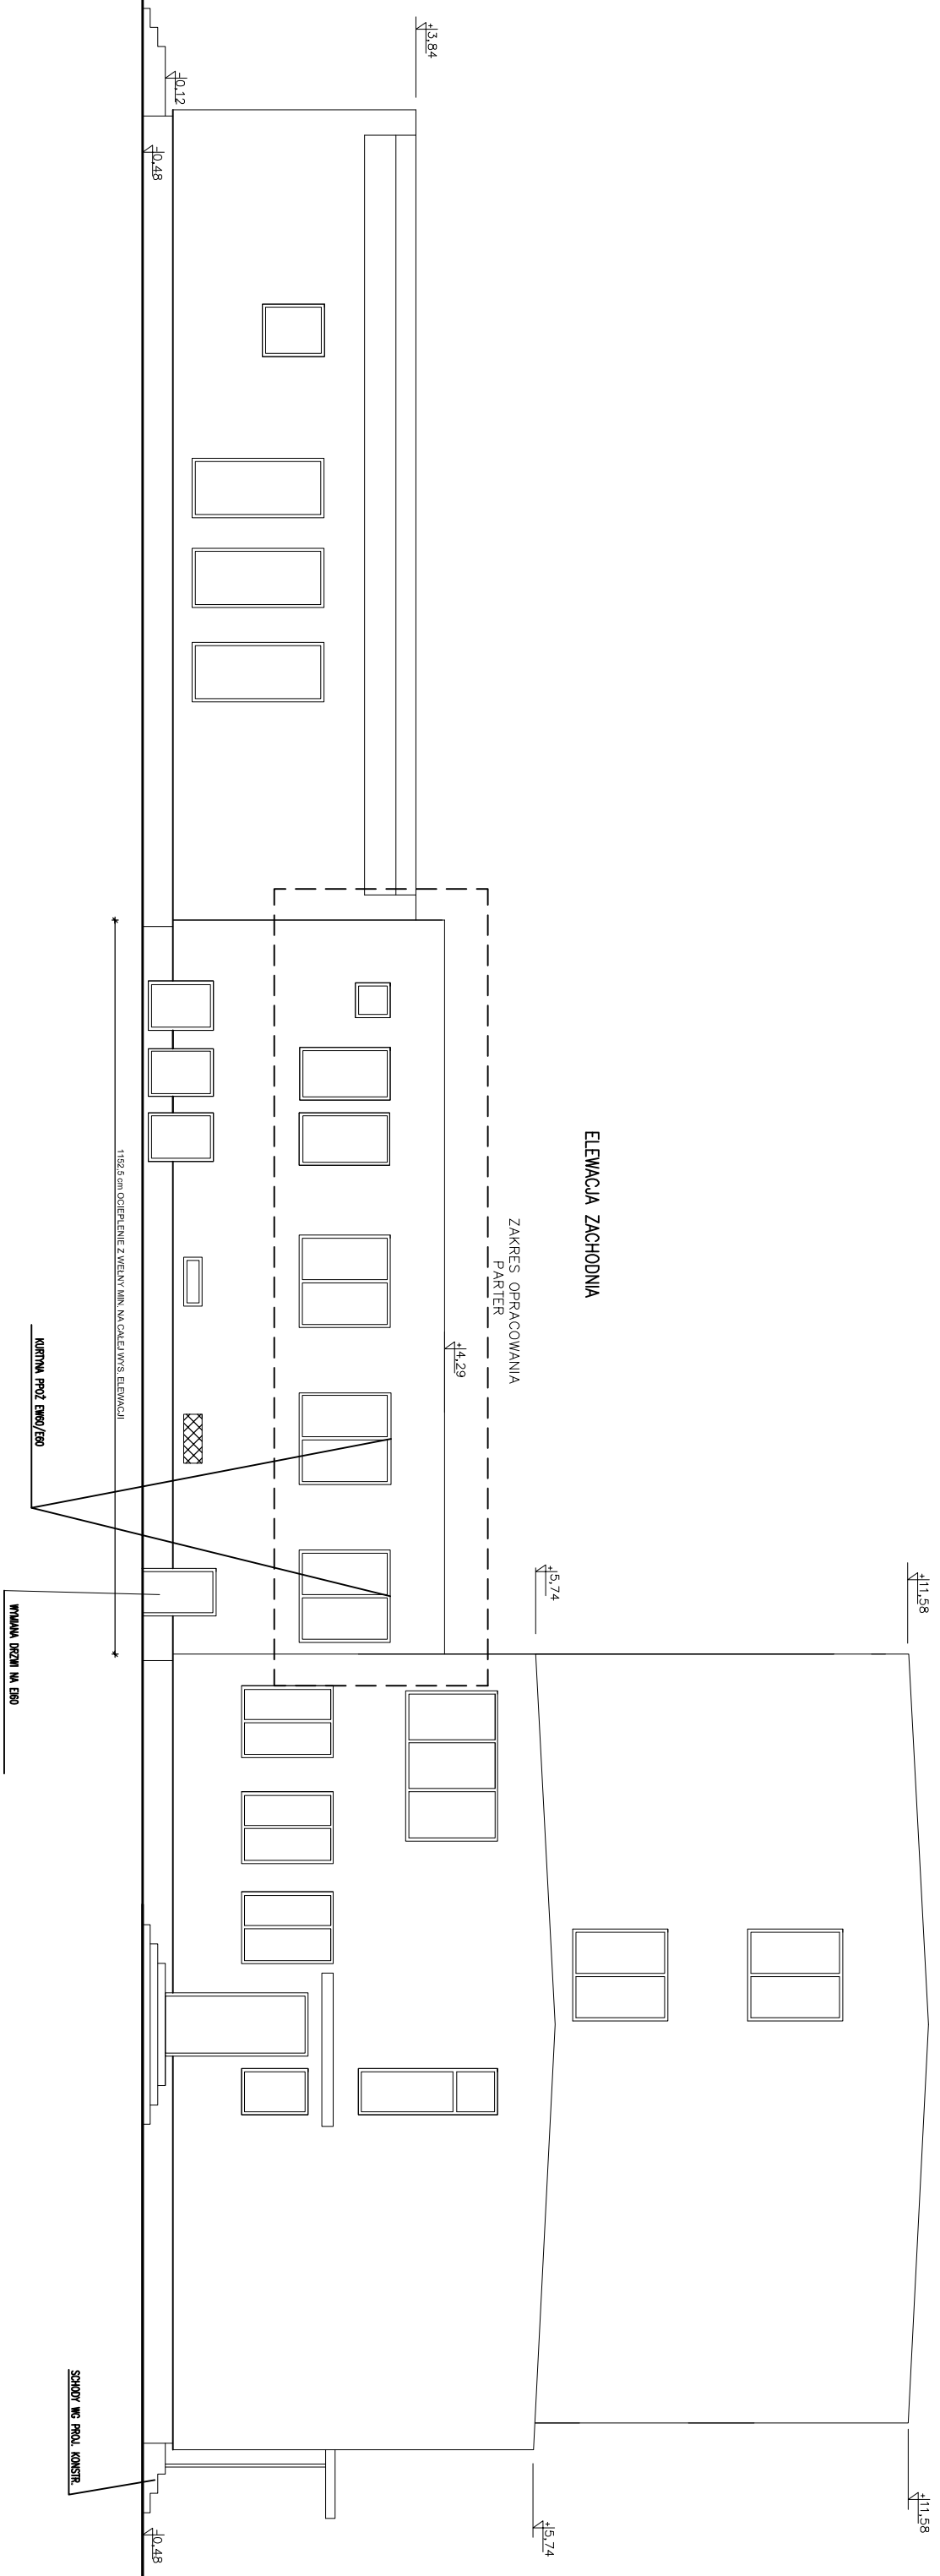 ELEWACJA ZACHODNIA
ZAKRES OPRACOWANIA
PARTER
+11,58
+11,58
+5,74
+5,74
+4,29
+3,84
-0,12
-0,48
-0,48
1152,5 cm OCIEPLENIE Z WEŁNY MIN. NA CAŁEJ WYS. ELEWACJI
KURTYNA PPOŻ EW60/E60
WYMIANA DRZWI NA EI60
SCHODY WG PROJ. KONSTR.